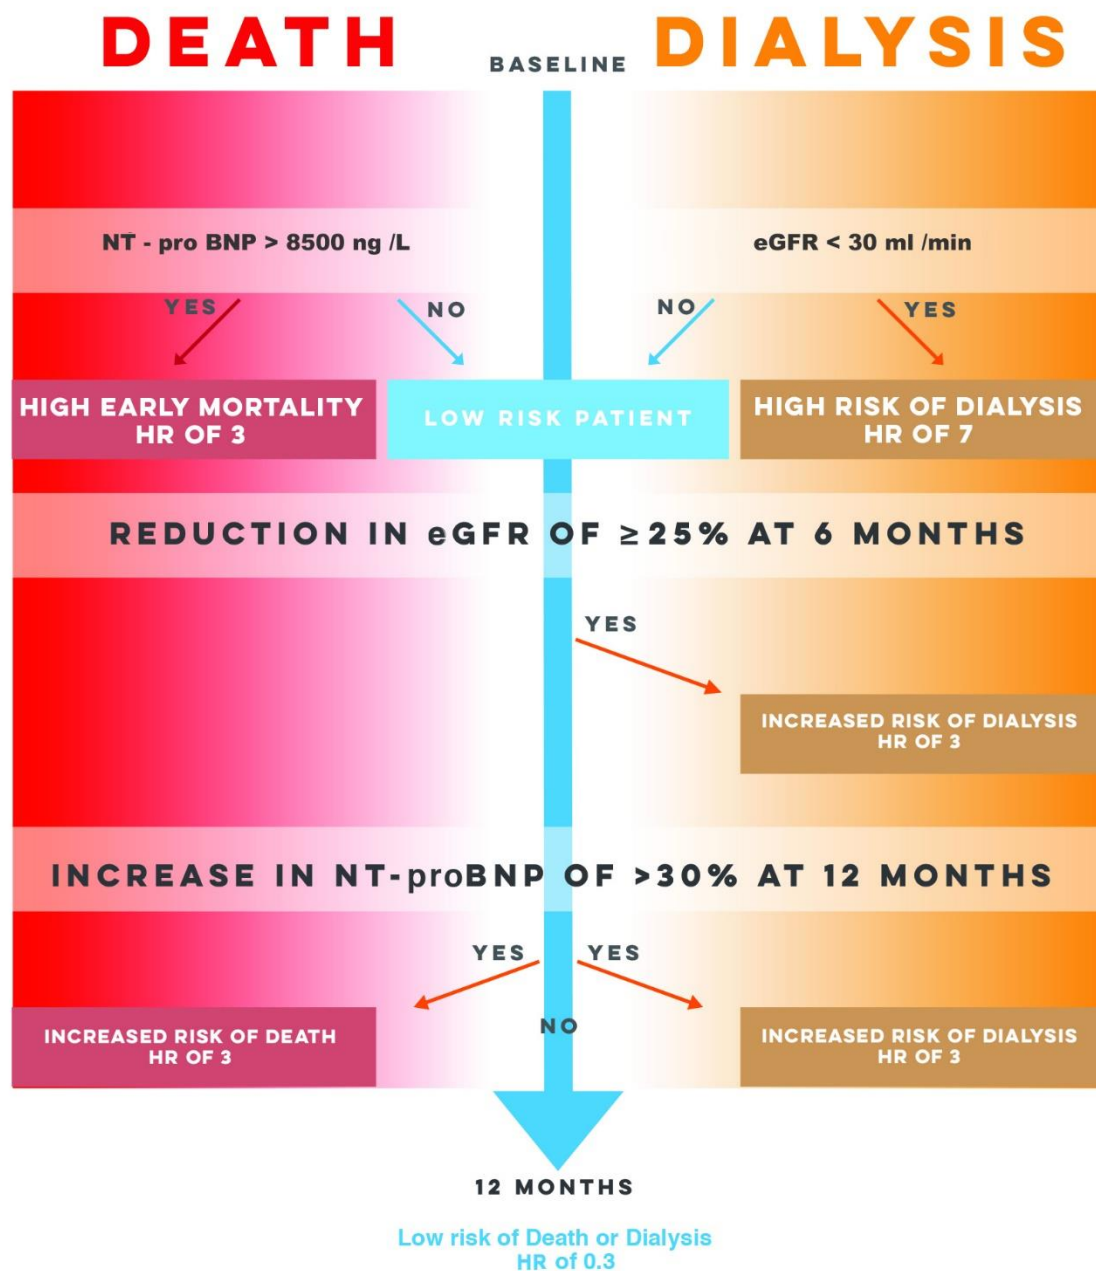 DEATH
BASELINE
DIALYSIS
NT - pro BNP > 8500 ng /L
eGFR < 30 ml /min
YES
NO
NO
YES
HIGH EARLY MORTALITY
HR OF 3
LOW RISK PATIENT
HIGH RISK OF DIALYSIS
HR OF 7
REDUCTION IN eGFR OF ≥25% AT 6 MONTHS
YES
INCREASED RISK OF DIALYSIS
HR OF 3
INCREASE IN NT-proBNP OF >30% AT 12 MONTHS
YES
YES
NO
INCREASED RISK OF DEATH
HR OF 3
INCREASED RISK OF DIALYSIS
HR OF 3
12 MONTHS
Low risk of Death or Dialysis
HR of 0.3